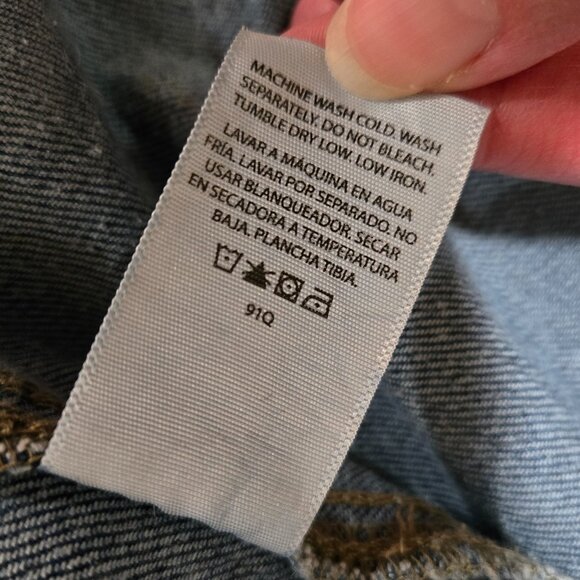 MACHINE WASH COLD. WASH
SEPARATELY. DO NOT BLEACH.
TUMBLE DRY LOW. LOW IRON.
LAVAR A MÁQUINA EN AGUA
FRÍA. LAVAR POR SEPARADO. NO
USAR BLANQUEADOR. SECAR
EN SECADORA A TEMPERATURA
BAJA. PLANCHA TIBIA.
91Q